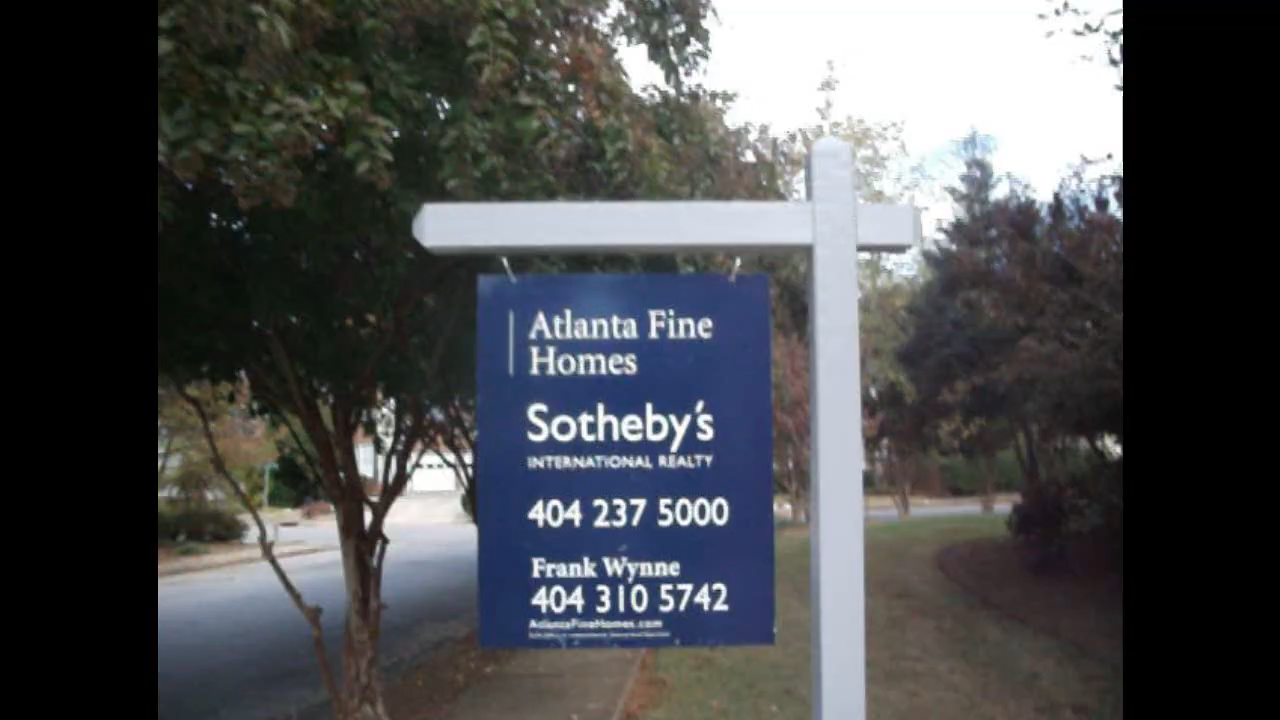 Atlanta Fine
Homes
Sotheby's
INTERNATIONAL REALTY
404 237 5000
Frank Wynne
404 310 5742
AtlantaFineHomes.com